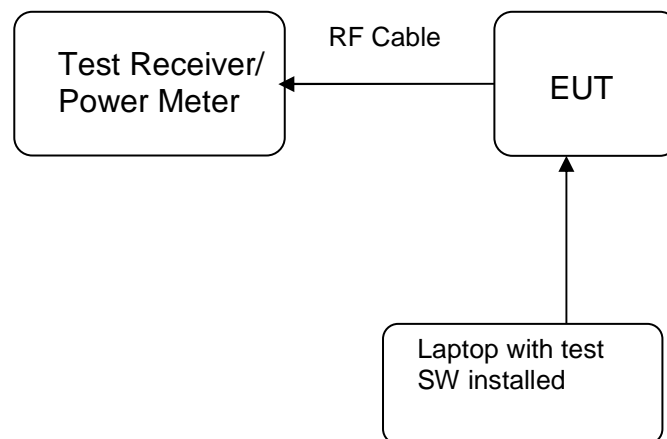 RF Cable
Test Receiver/
Power Meter
EUT
Laptop with test
SW installed